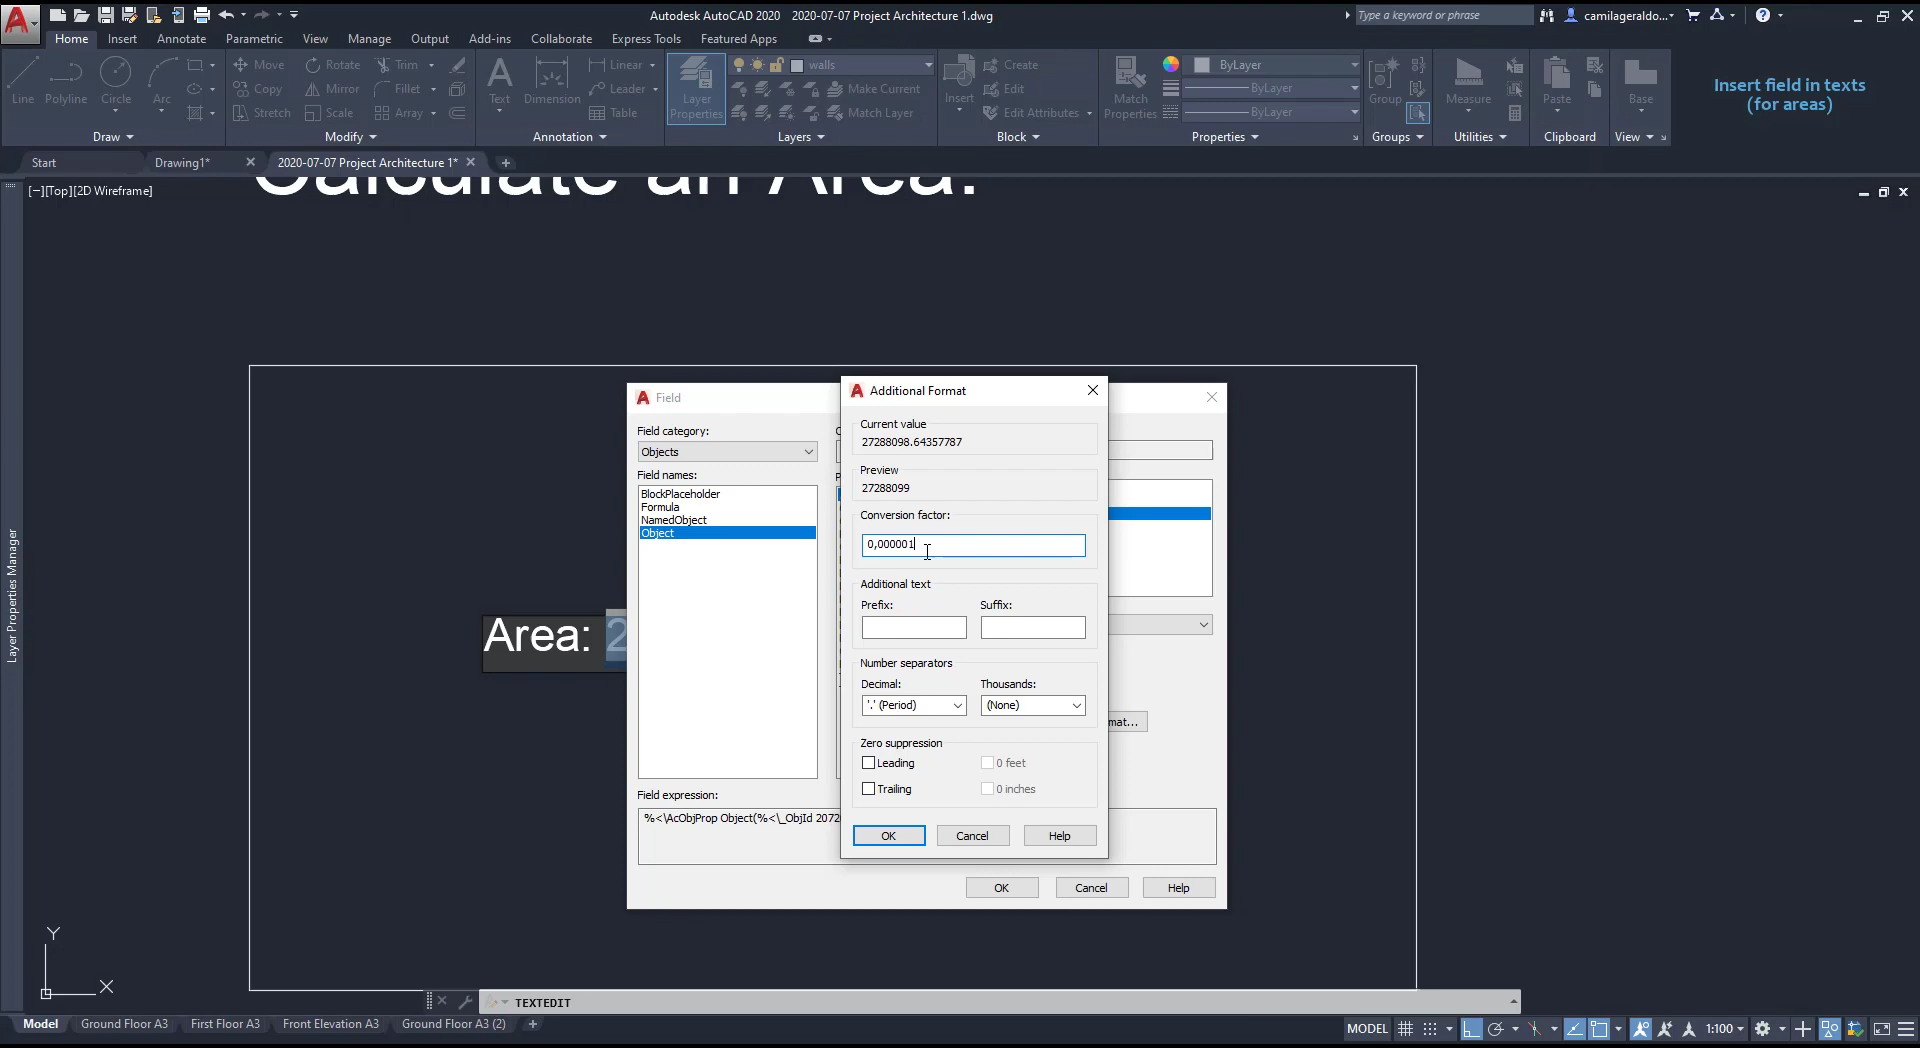 Autodesk AutoCAD 2020 2020-07-07 Project Architecture 1.dwg
Type a keyword or phrase
camilageraldo...
Home Insert Annotate Parametric View Manage Output Add-ins Collaborate Express Tools Featured Apps
Line Polyline Circle Arc
Move Rotate Trim
Copy Mirror Fillet
Stretch Scale Array
Text Dimension
Linear
Leader
Table
Layer Properties
walls
Make Current
Match Layer
Insert
Create
Edit
Edit Attributes
Match Properties
ByLayer
ByLayer
ByLayer
Group
Measure
Paste
Base
Draw Modify Annotation Layers Block Properties Groups Utilities Clipboard View
Insert field in texts
(for areas)
Start Drawing1* 2020-07-07 Project Architecture 1*
[−][Top][2D Wireframe]
Calculate an Area.
Layer Properties Manager
Area: 2
Field
Field category:
Objects
Field names:
BlockPlaceholder
Formula
NamedObject
Object
Field expression:
%<\AcObjProp Object(%<\_ObjId 2072
mat...
OK Cancel Help
Additional Format
Current value
27288098.64357787
Preview
27288099
Conversion factor:
0,000001
Additional text
Prefix: Suffix:
Number separators
Decimal: Thousands:
'.' (Period) (None)
Zero suppression
Leading 0 feet
Trailing 0 inches
OK Cancel Help
Y
X
TEXTEDIT
Model Ground Floor A3 First Floor A3 Front Elevation A3 Ground Floor A3 (2)
MODEL 1:100